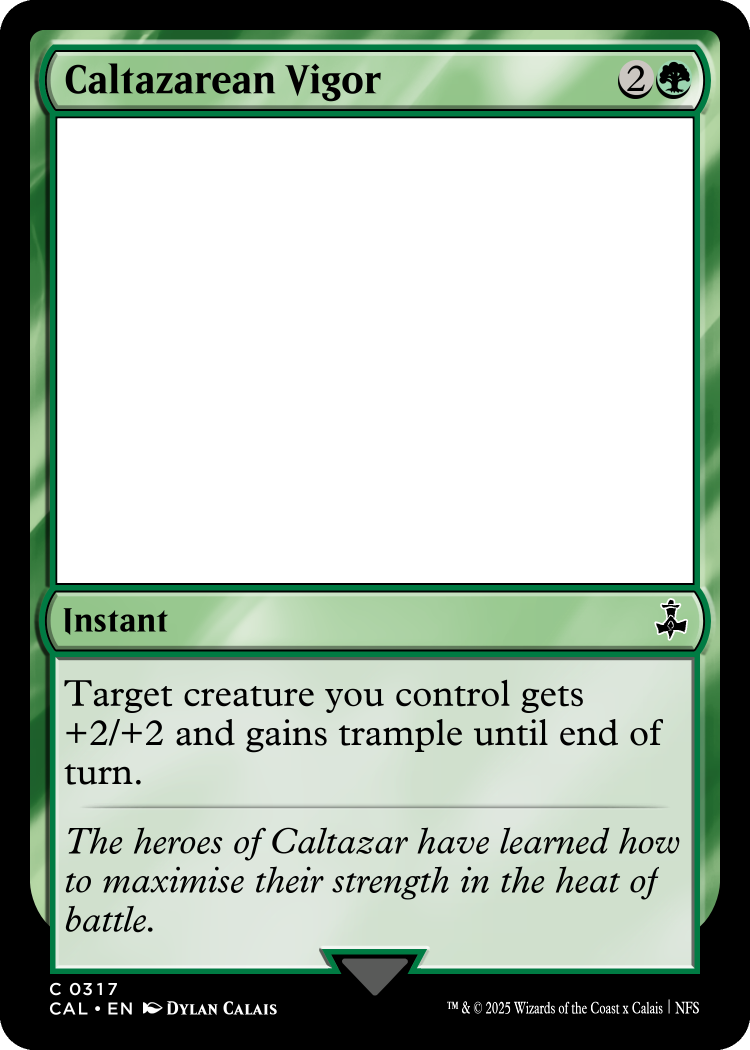 Caltazarean Vigor 2
Instant
Target creature you control gets
+2/+2 and gains trample until end of
turn.
The heroes of Caltazar have learned how
to maximise their strength in the heat of
battle.
C 0317
CAL • EN Dylan Calais
™ & © 2025 Wizards of the Coast x Calais | NFS